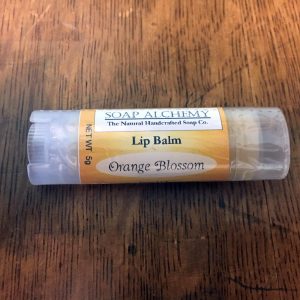 SOAP ALCHEMY
The Natural Handcrafted Soap Co.
Lip Balm
Orange Blossom
NET WT. 5g